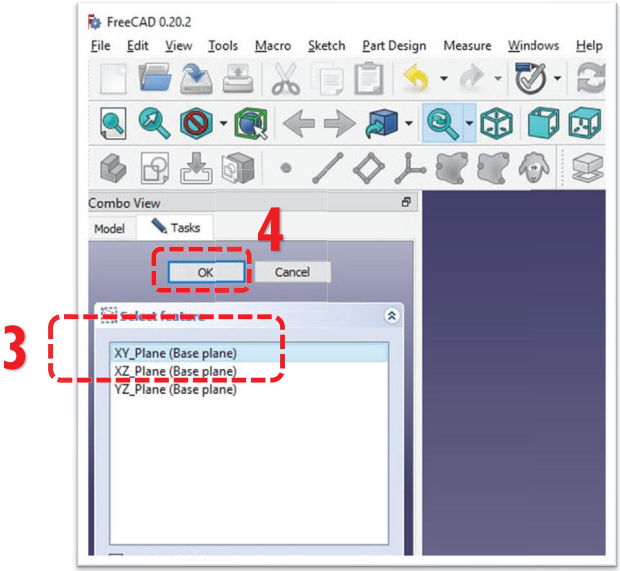 FreeCAD 0.20.2
File Edit View Tools Macro Sketch Part Design Measure Windows Help
Combo View
Model Tasks
4
OK Cancel
Select feature
3
XY_Plane (Base plane)
XZ_Plane (Base plane)
YZ_Plane (Base plane)